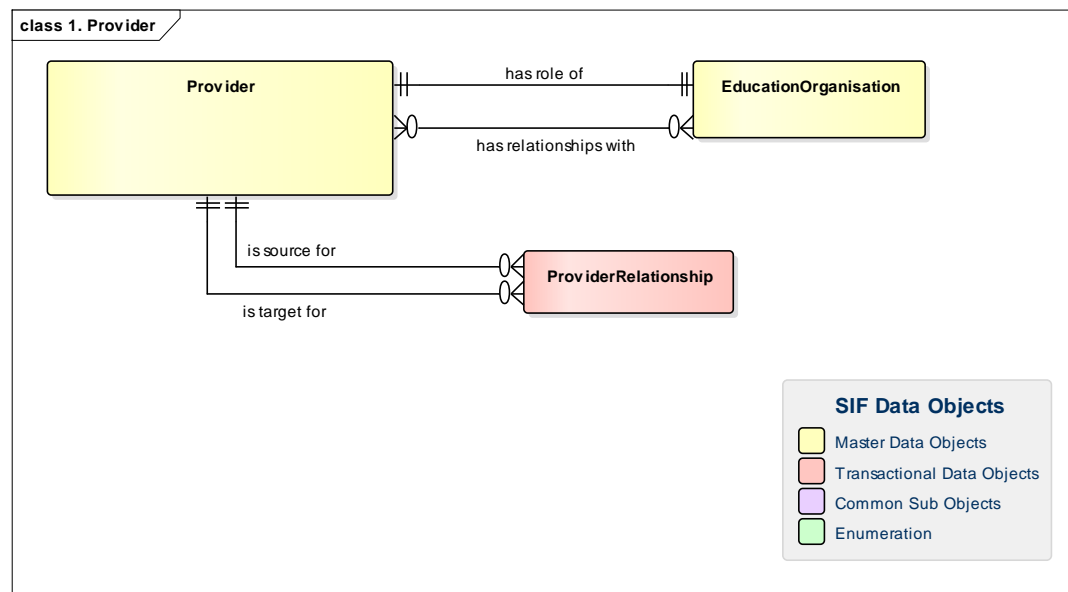 class 1. Provider
Provider
has role of
EducationOrganisation
has relationships with
is source for
ProviderRelationship
is target for
SIF Data Objects
Master Data Objects
Transactional Data Objects
Common Sub Objects
Enumeration